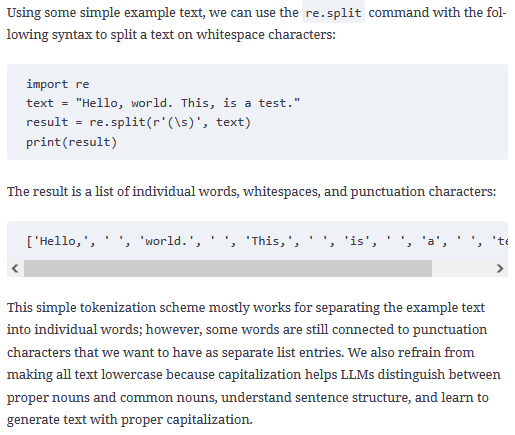 Using some simple example text, we can use the re.split command with the fol-
lowing syntax to split a text on whitespace characters:
import re
text = "Hello, world. This, is a test."
result = re.split(r'(\s)', text)
print(result)
The result is a list of individual words, whitespaces, and punctuation characters:
['Hello,', ' ', 'world.', ' ', 'This,', ' ', 'is', ' ', 'a', ' ', 'te
This simple tokenization scheme mostly works for separating the example text
into individual words; however, some words are still connected to punctuation
characters that we want to have as separate list entries. We also refrain from
making all text lowercase because capitalization helps LLMs distinguish between
proper nouns and common nouns, understand sentence structure, and learn to
generate text with proper capitalization.